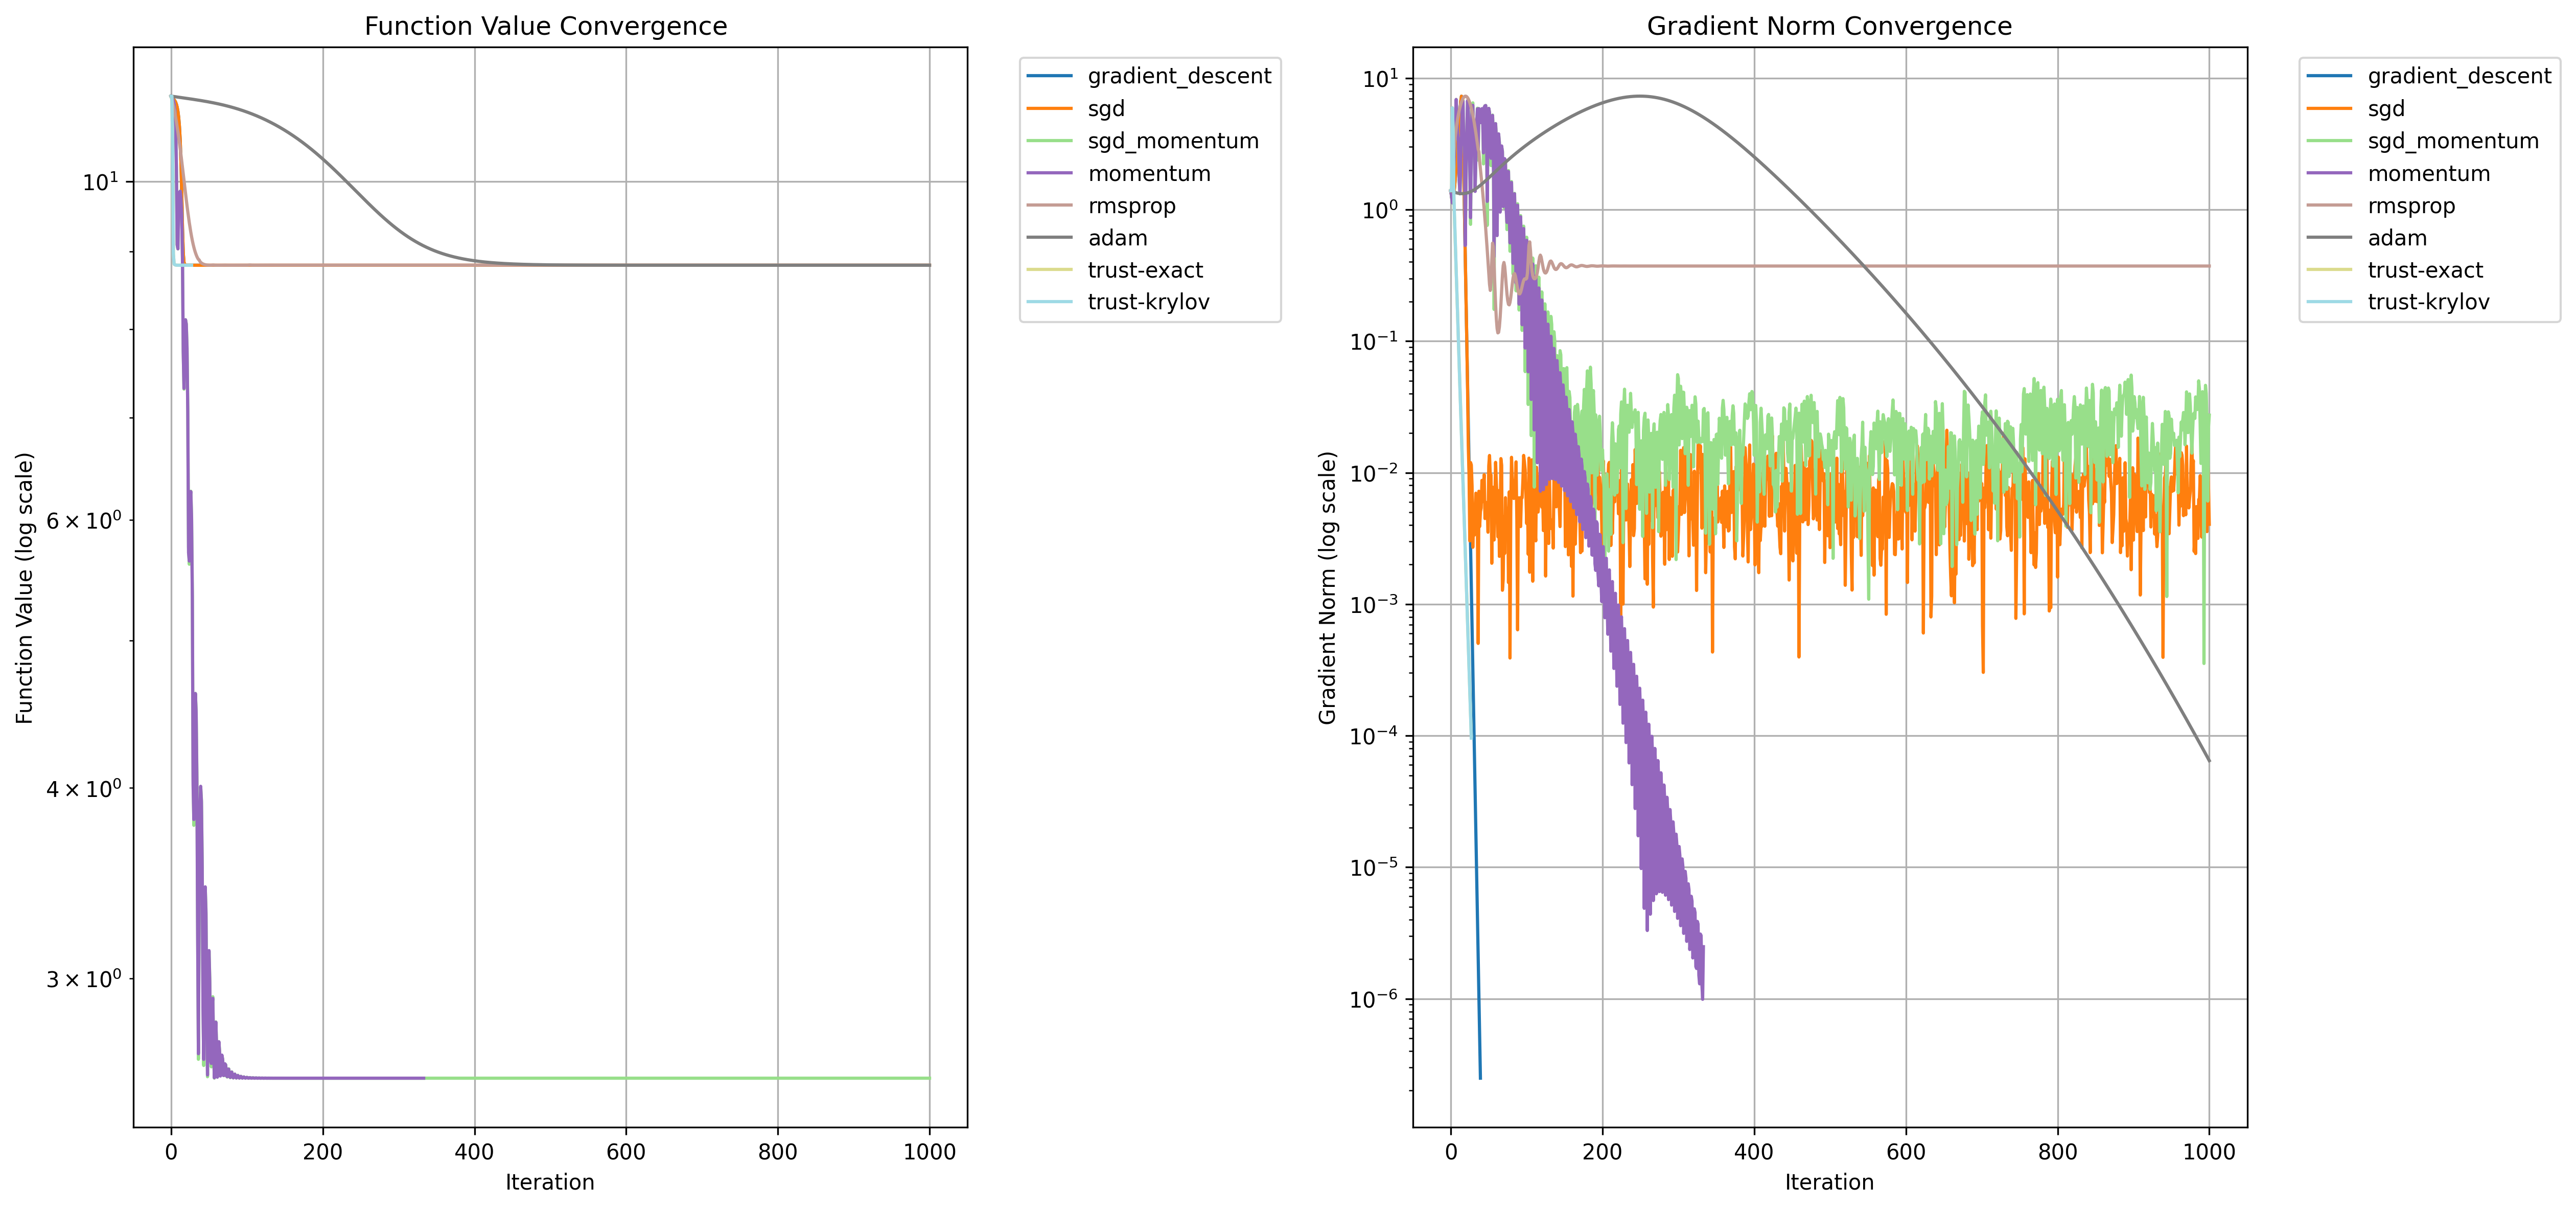 Function Value Convergence
Function Value (log scale)
10¹
6 × 10⁰
4 × 10⁰
3 × 10⁰
0 200 400 600 800 1000
Iteration
gradient_descent
sgd
sgd_momentum
momentum
rmsprop
adam
trust-exact
trust-krylov
Gradient Norm Convergence
Gradient Norm (log scale)
10¹
10⁰
10⁻¹
10⁻²
10⁻³
10⁻⁴
10⁻⁵
10⁻⁶
0 200 400 600 800 1000
Iteration
gradient_descent
sgd
sgd_momentum
momentum
rmsprop
adam
trust-exact
trust-krylov